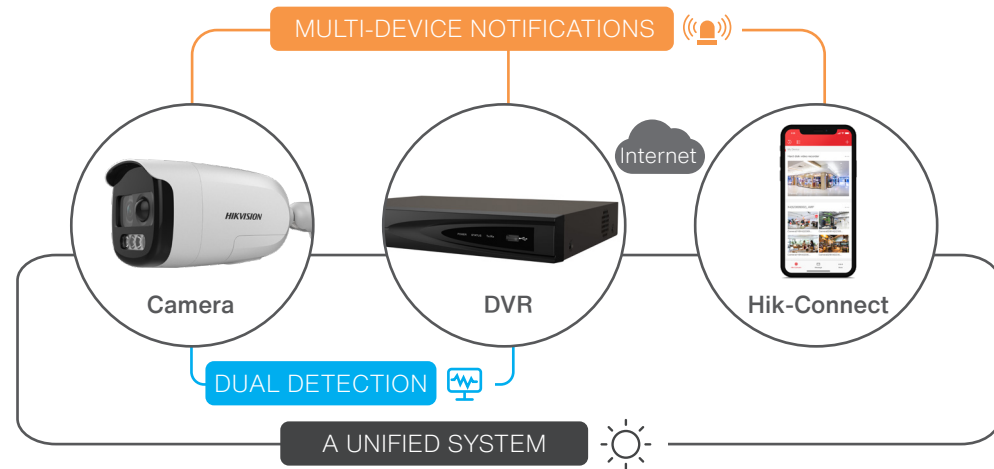 MULTI-DEVICE NOTIFICATIONS
Internet
HIKVISION
Camera
DVR
Hik-Connect
DUAL DETECTION
A UNIFIED SYSTEM